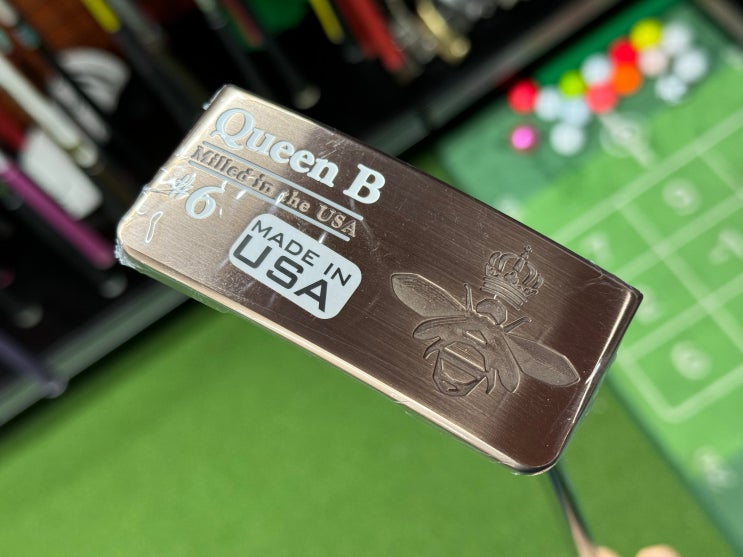 Queen B
Milled in the USA
#6
MADE IN
USA